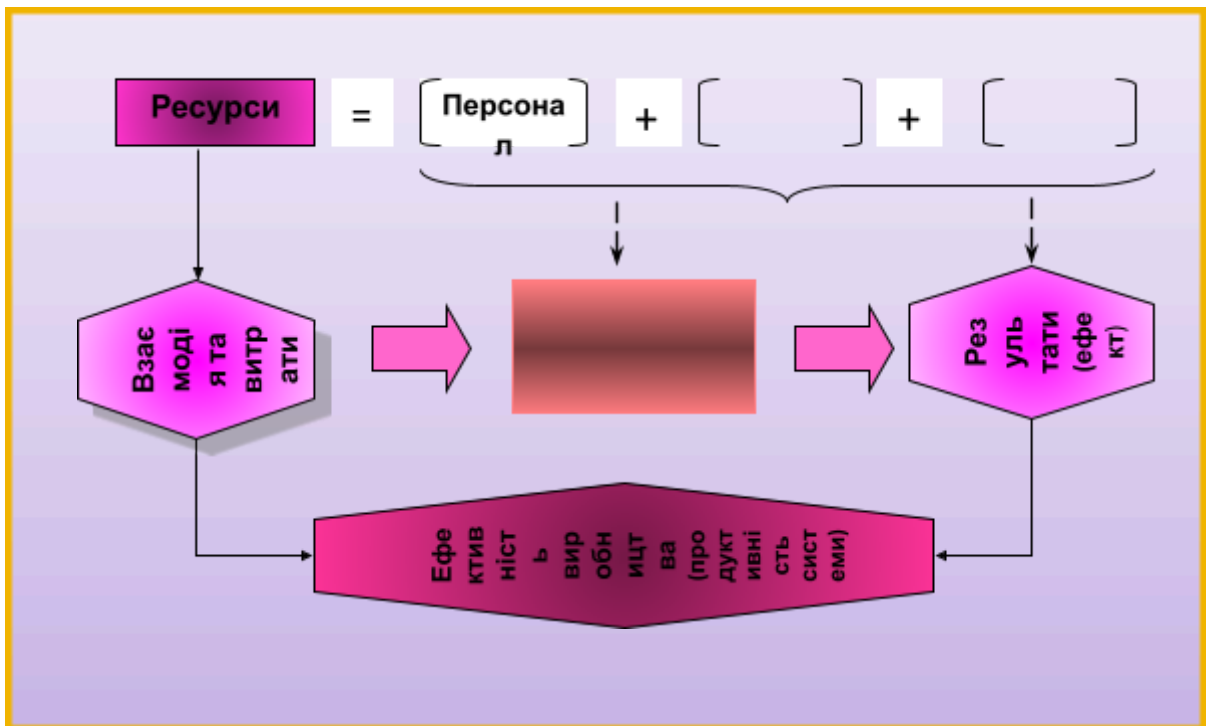 Ресурси
=
Персона
л
+
+
Взає
моді
я та
витр
ати
Рез
уль
тати
(ефе
кт)
Ефе
ктив
ніст
ь
вир
обн
ицт
ва
(про
дукт
ивні
сть
сист
еми)